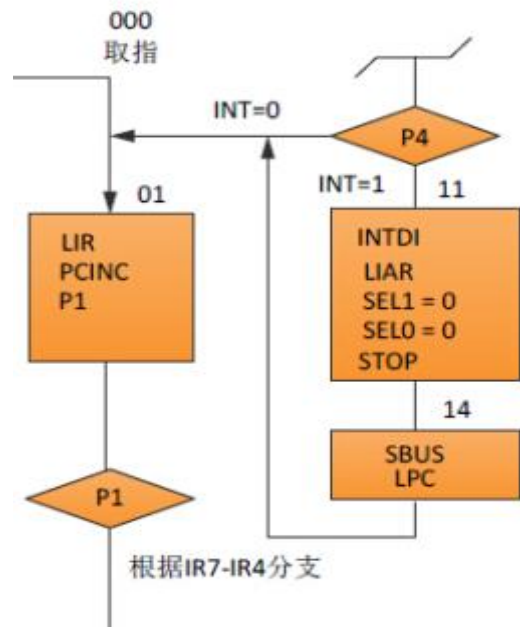 000
取指
INT=0
P4
01
INT=1
11
LIR
PCINC
P1
INTDI
LIAR
SEL1 = 0
SEL0 = 0
STOP
14
SBUS
LPC
P1
根据IR7-IR4分支